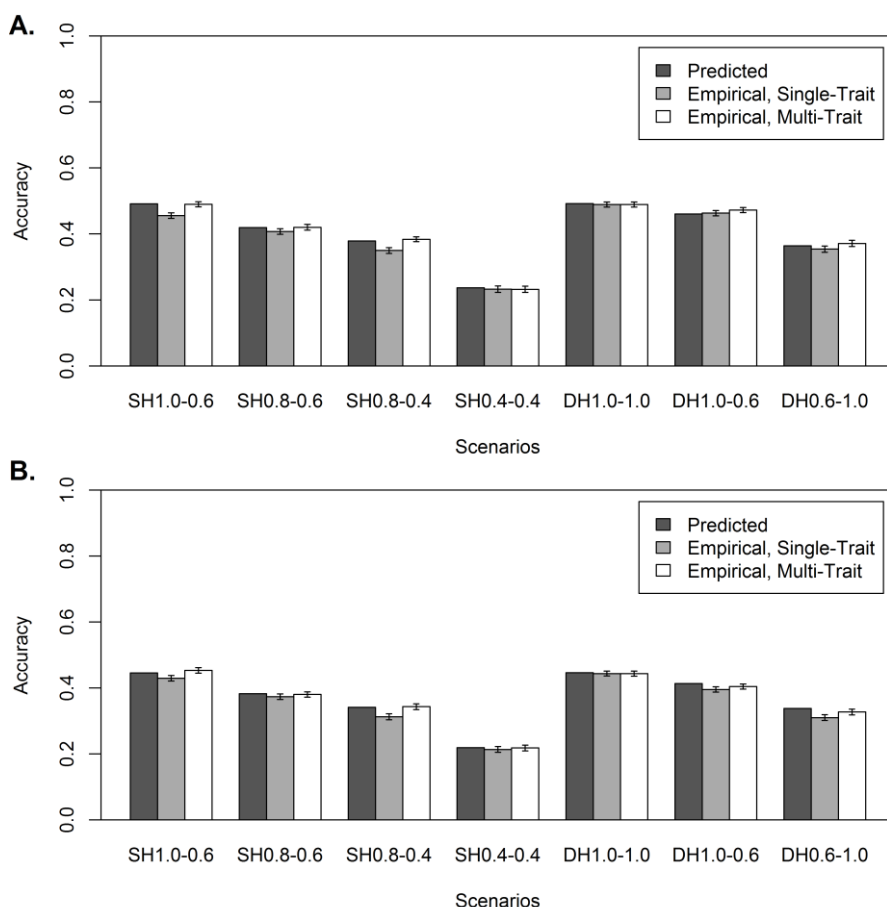 A.
1.0
0.8
0.6
0.4
0.2
0.0
Accuracy
Predicted
Empirical, Single-Trait
Empirical, Multi-Trait
SH1.0-0.6 SH0.8-0.6 SH0.8-0.4 SH0.4-0.4 DH1.0-1.0 DH1.0-0.6 DH0.6-1.0
Scenarios
B.
1.0
0.8
0.6
0.4
0.2
0.0
Accuracy
Predicted
Empirical, Single-Trait
Empirical, Multi-Trait
SH1.0-0.6 SH0.8-0.6 SH0.8-0.4 SH0.4-0.4 DH1.0-1.0 DH1.0-0.6 DH0.6-1.0
Scenarios